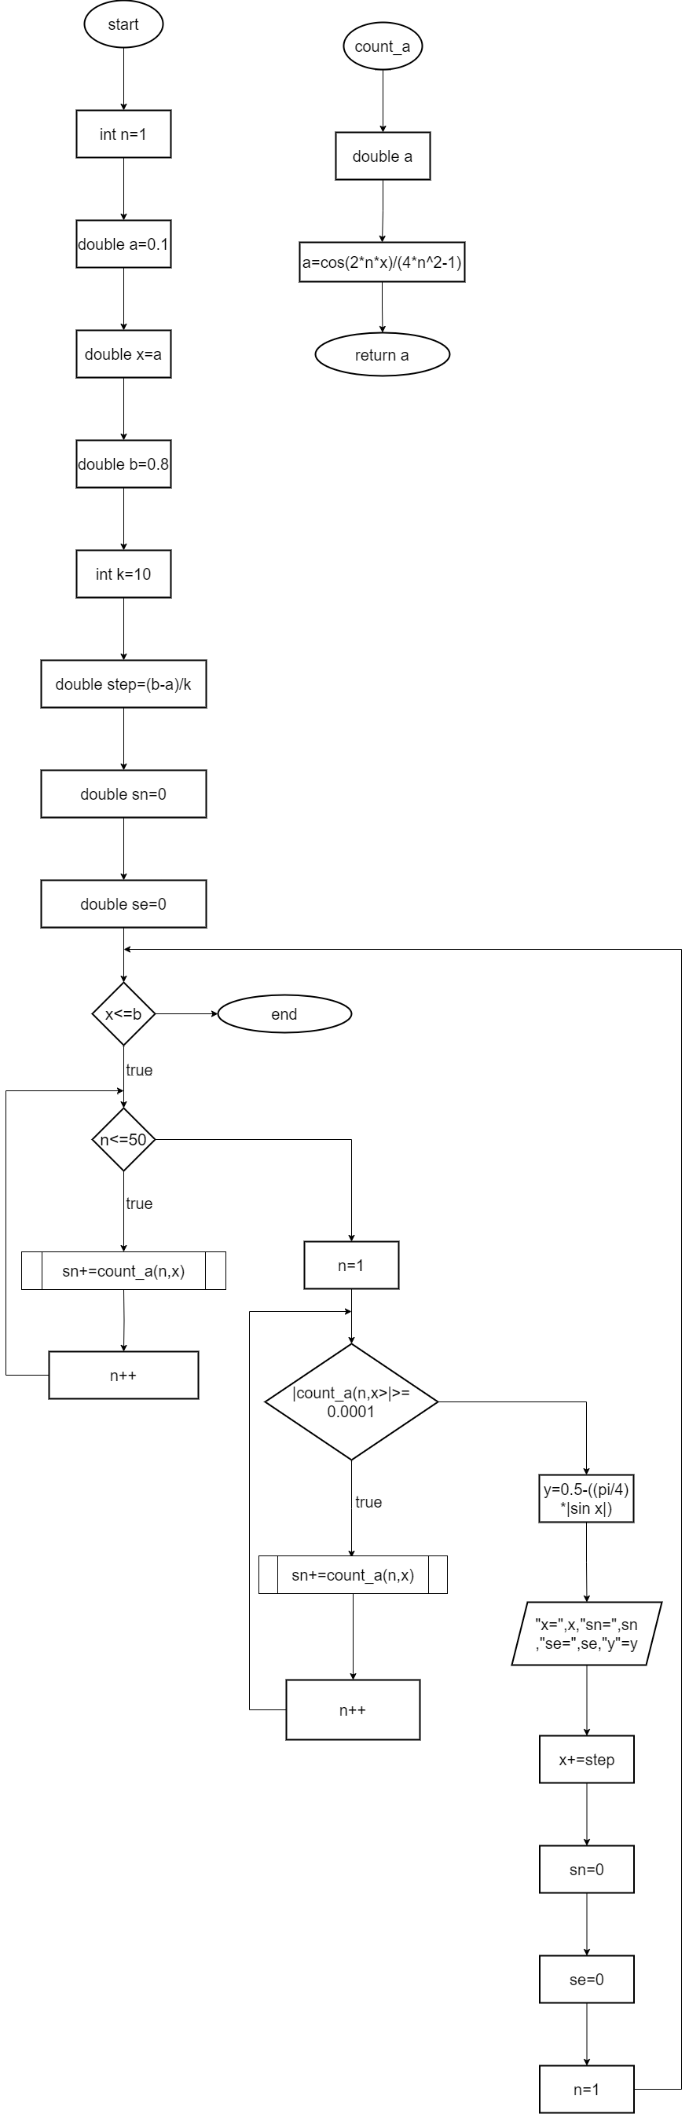 start
count_a
int n=1
double a
double a=0.1
a=cos(2*n*x)/(4*n^2-1)
double x=a
return a
double b=0.8
int k=10
double step=(b-a)/k
double sn=0
double se=0
x<=b
end
true
n<=50
true
sn+=count_a(n,x)
n=1
n++
|count_a(n,x>|>=
0.0001
y=0.5-((pi/4)
*|sin x|)
true
sn+=count_a(n,x)
"x=",x,"sn=",sn
,"se=",se,"y"=y
n++
x+=step
sn=0
se=0
n=1